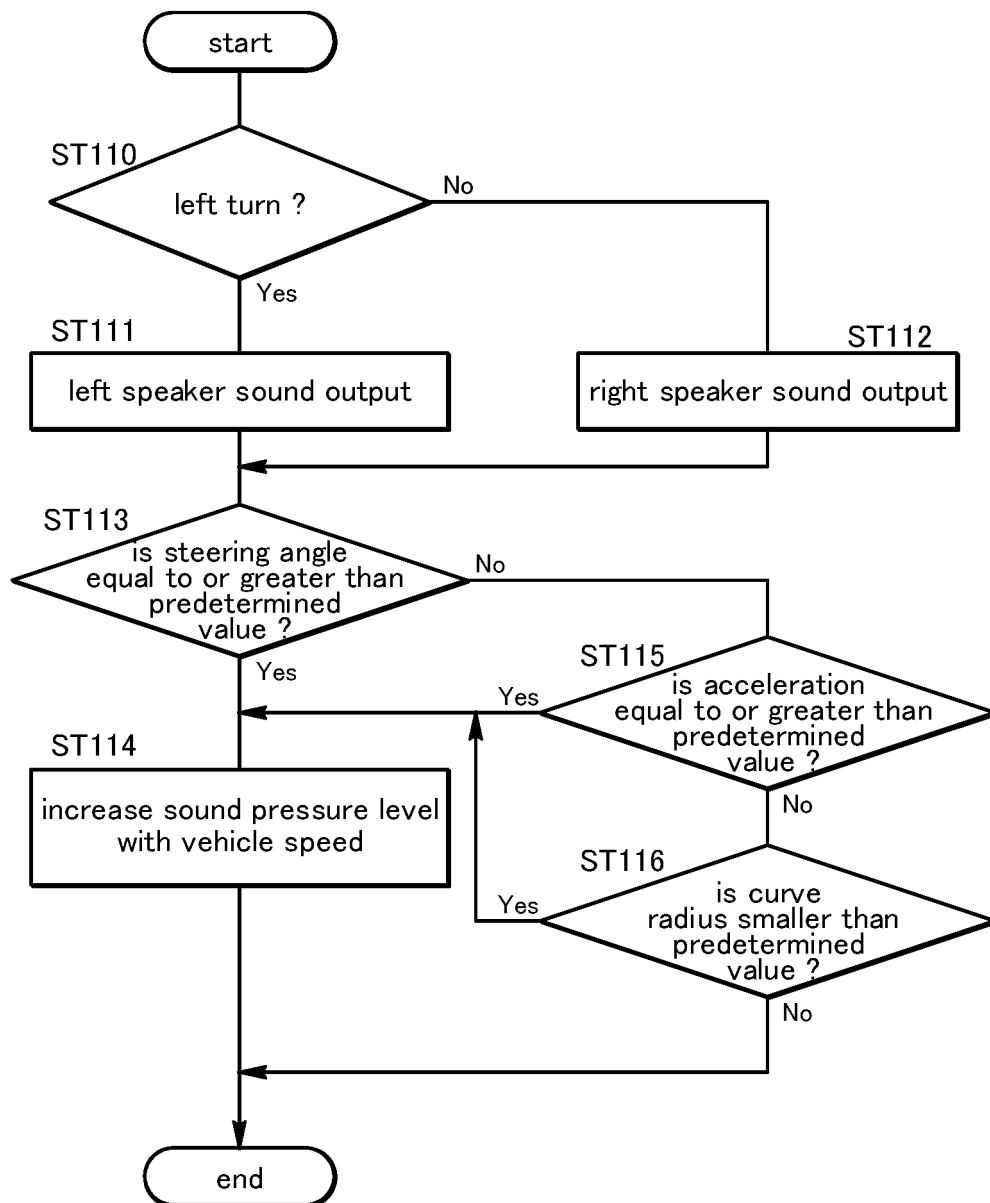 start
ST110
left turn ?
No
Yes
ST111
left speaker sound output
ST112
right speaker sound output
ST113
is steering angle
equal to or greater than
predetermined
value ?
No
Yes
ST115
is acceleration
equal to or greater than
predetermined
value ?
Yes
No
ST114
increase sound pressure level
with vehicle speed
ST116
is curve
radius smaller than
predetermined
value ?
Yes
No
end